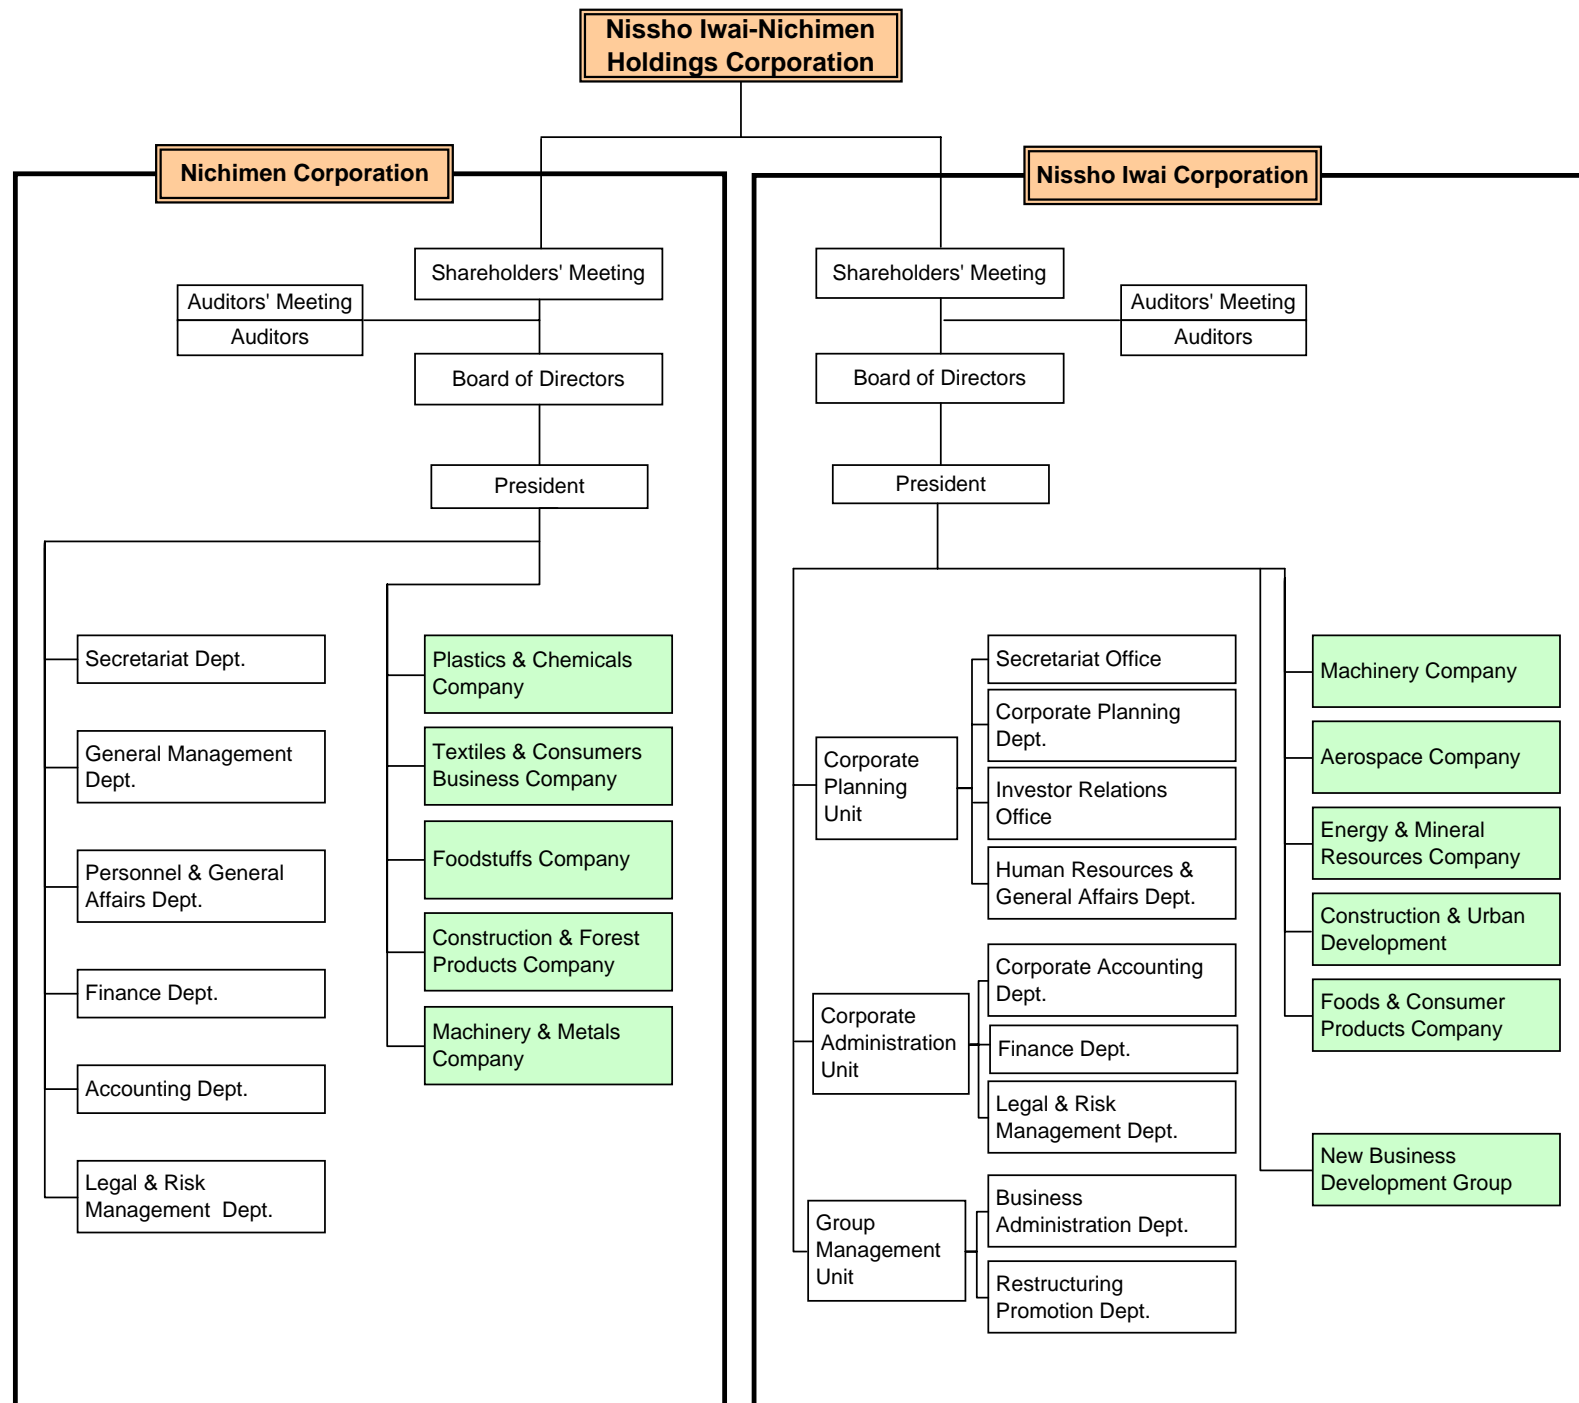 Nissho Iwai-Nichimen
Holdings Corporation
Nichimen Corporation
Shareholders' Meeting
Auditors' Meeting
Auditors
Board of Directors
President
Secretariat Dept.
General Management
Dept.
Personnel & General
Affairs Dept.
Finance Dept.
Accounting Dept.
Legal & Risk
Management  Dept.
Plastics & Chemicals
Company
Textiles & Consumers
Business Company
Foodstuffs Company
Construction & Forest
Products Company
Machinery & Metals
Company
Nissho Iwai Corporation
Shareholders' Meeting
Auditors' Meeting
Auditors
Board of Directors
President
Corporate
Planning
Unit
Secretariat Office
Corporate Planning
Dept.
Investor Relations
Office
Human Resources &
General Affairs Dept.
Corporate
Administration
Unit
Corporate Accounting
Dept.
Finance Dept.
Legal & Risk
Management Dept.
Group
Management
Unit
Business
Administration Dept.
Restructuring
Promotion Dept.
Machinery Company
Aerospace Company
Energy & Mineral
Resources Company
Construction & Urban
Development
Foods & Consumer
Products Company
New Business
Development Group